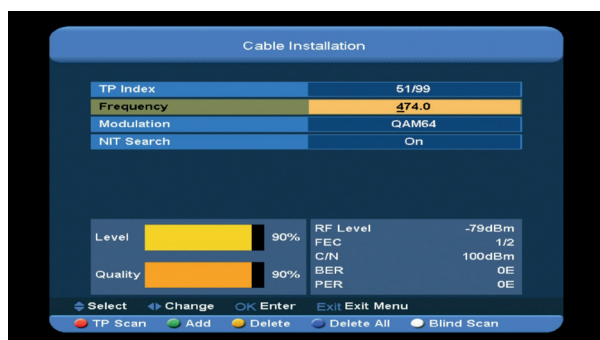 Cable Installation
TP Index 51/99
Frequency 474.0
Modulation QAM64
NIT Search On
Level 90%
Quality 90%
RF Level -79dBm
FEC 1/2
C/N 100dBm
BER 0E
PER 0E
Select Change OK Enter Exit Exit Menu
TP Scan Add Delete Delete All Blind Scan